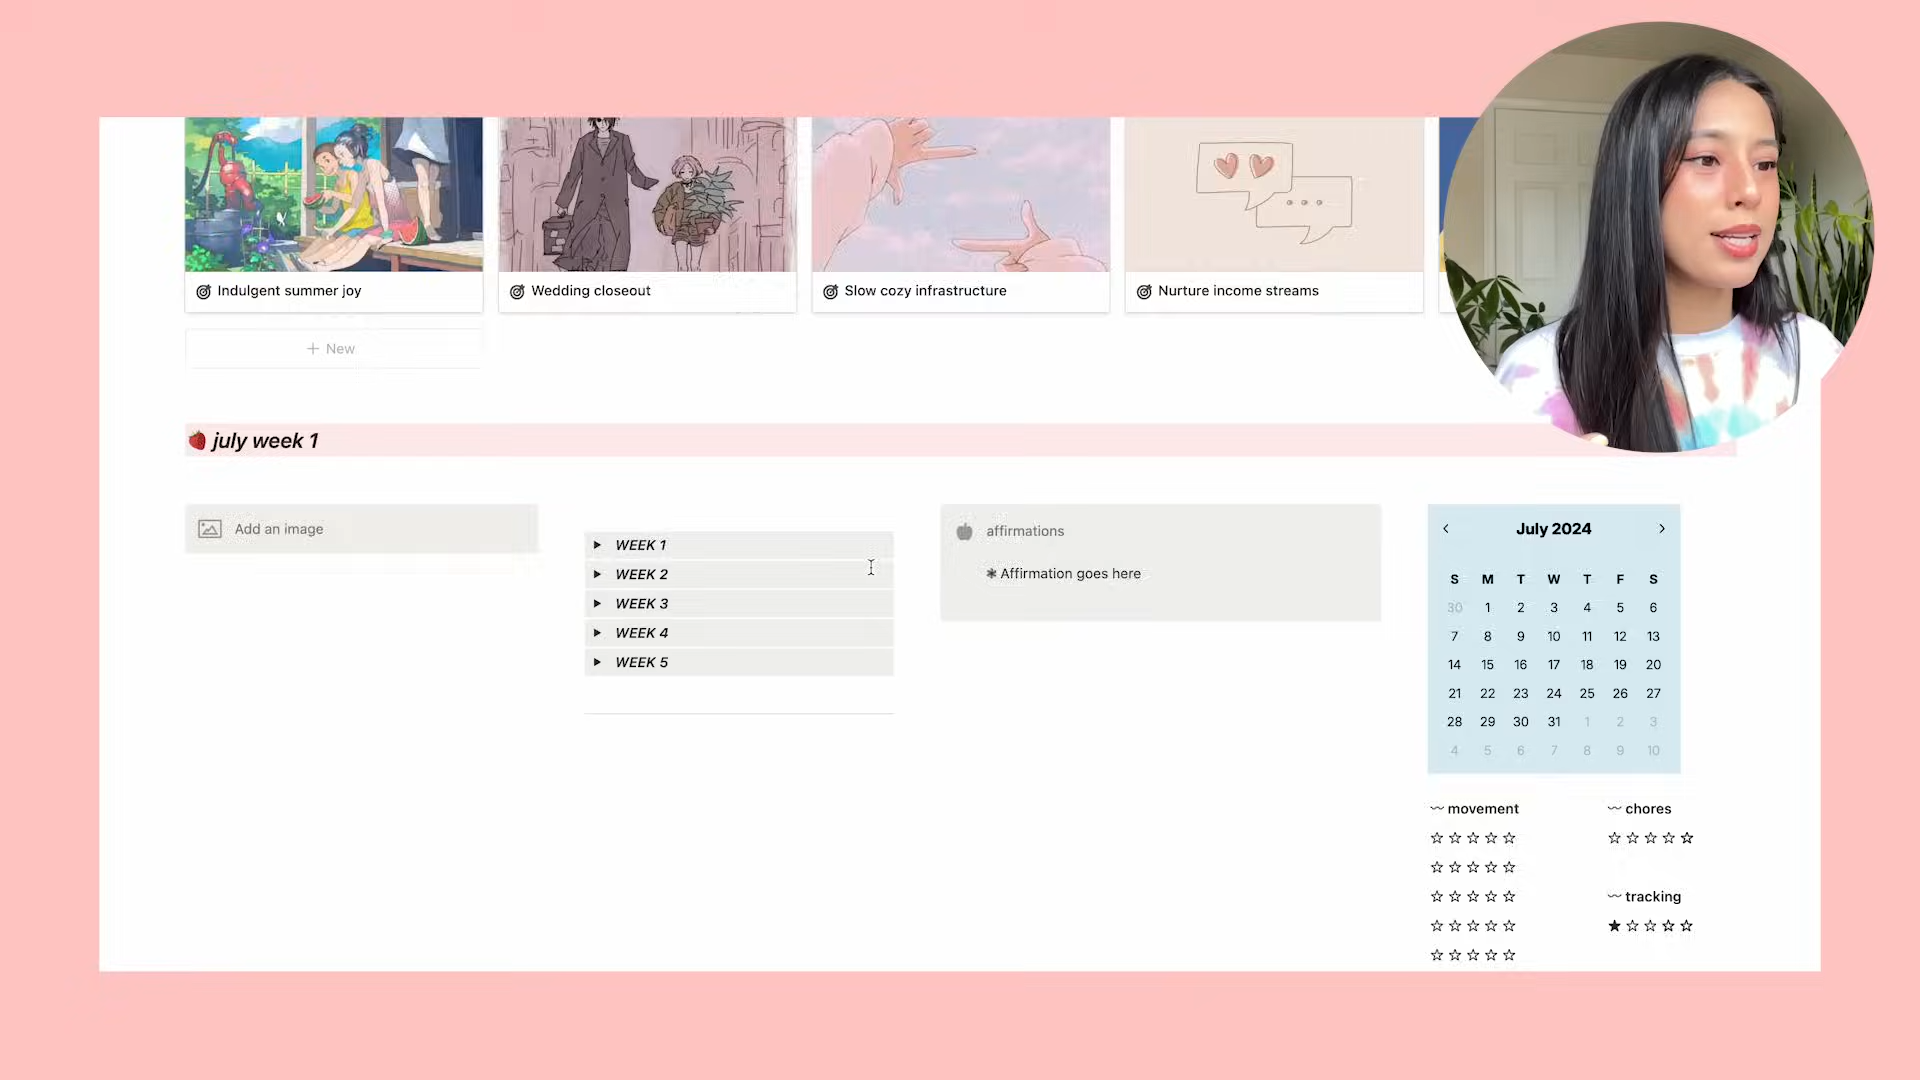 Indulgent summer joy
Wedding closeout
Slow cozy infrastructure
Nurture income streams
+ New
july week 1
Add an image
WEEK 1
WEEK 2
WEEK 3
WEEK 4
WEEK 5
affirmations
✱ Affirmation goes here
July 2024
S M T W T F S
30 1 2 3 4 5 6
7 8 9 10 11 12 13
14 15 16 17 18 19 20
21 22 23 24 25 26 27
28 29 30 31 1 2 3
4 5 6 7 8 9 10
〰 movement
☆ ☆ ☆ ☆ ☆
☆ ☆ ☆ ☆ ☆
☆ ☆ ☆ ☆ ☆
☆ ☆ ☆ ☆ ☆
☆ ☆ ☆ ☆ ☆
〰 chores
☆ ☆ ☆ ☆ ☆
〰 tracking
★ ☆ ☆ ☆ ☆